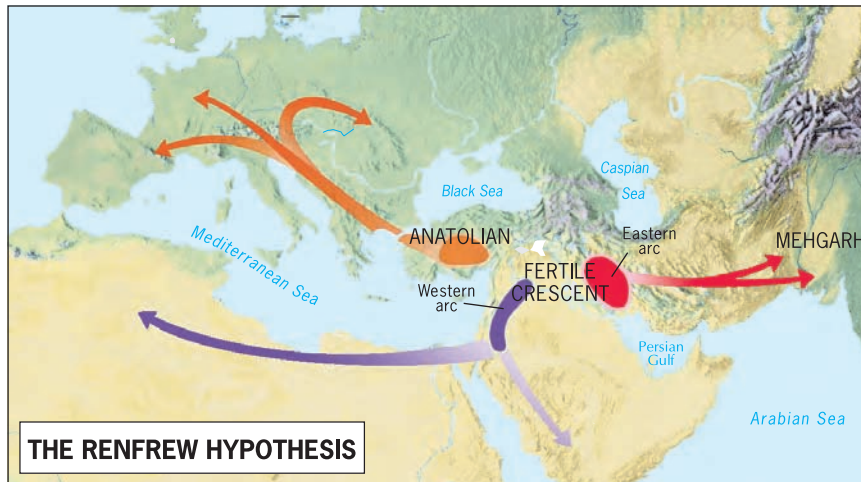 Caspian
Sea
Black Sea
Mediterranean Sea
ANATOLIAN
Eastern
arc
MEHGARH
FERTILE
CRESCENT
Western
arc
Persian
Gulf
Arabian Sea
THE RENFREW HYPOTHESIS